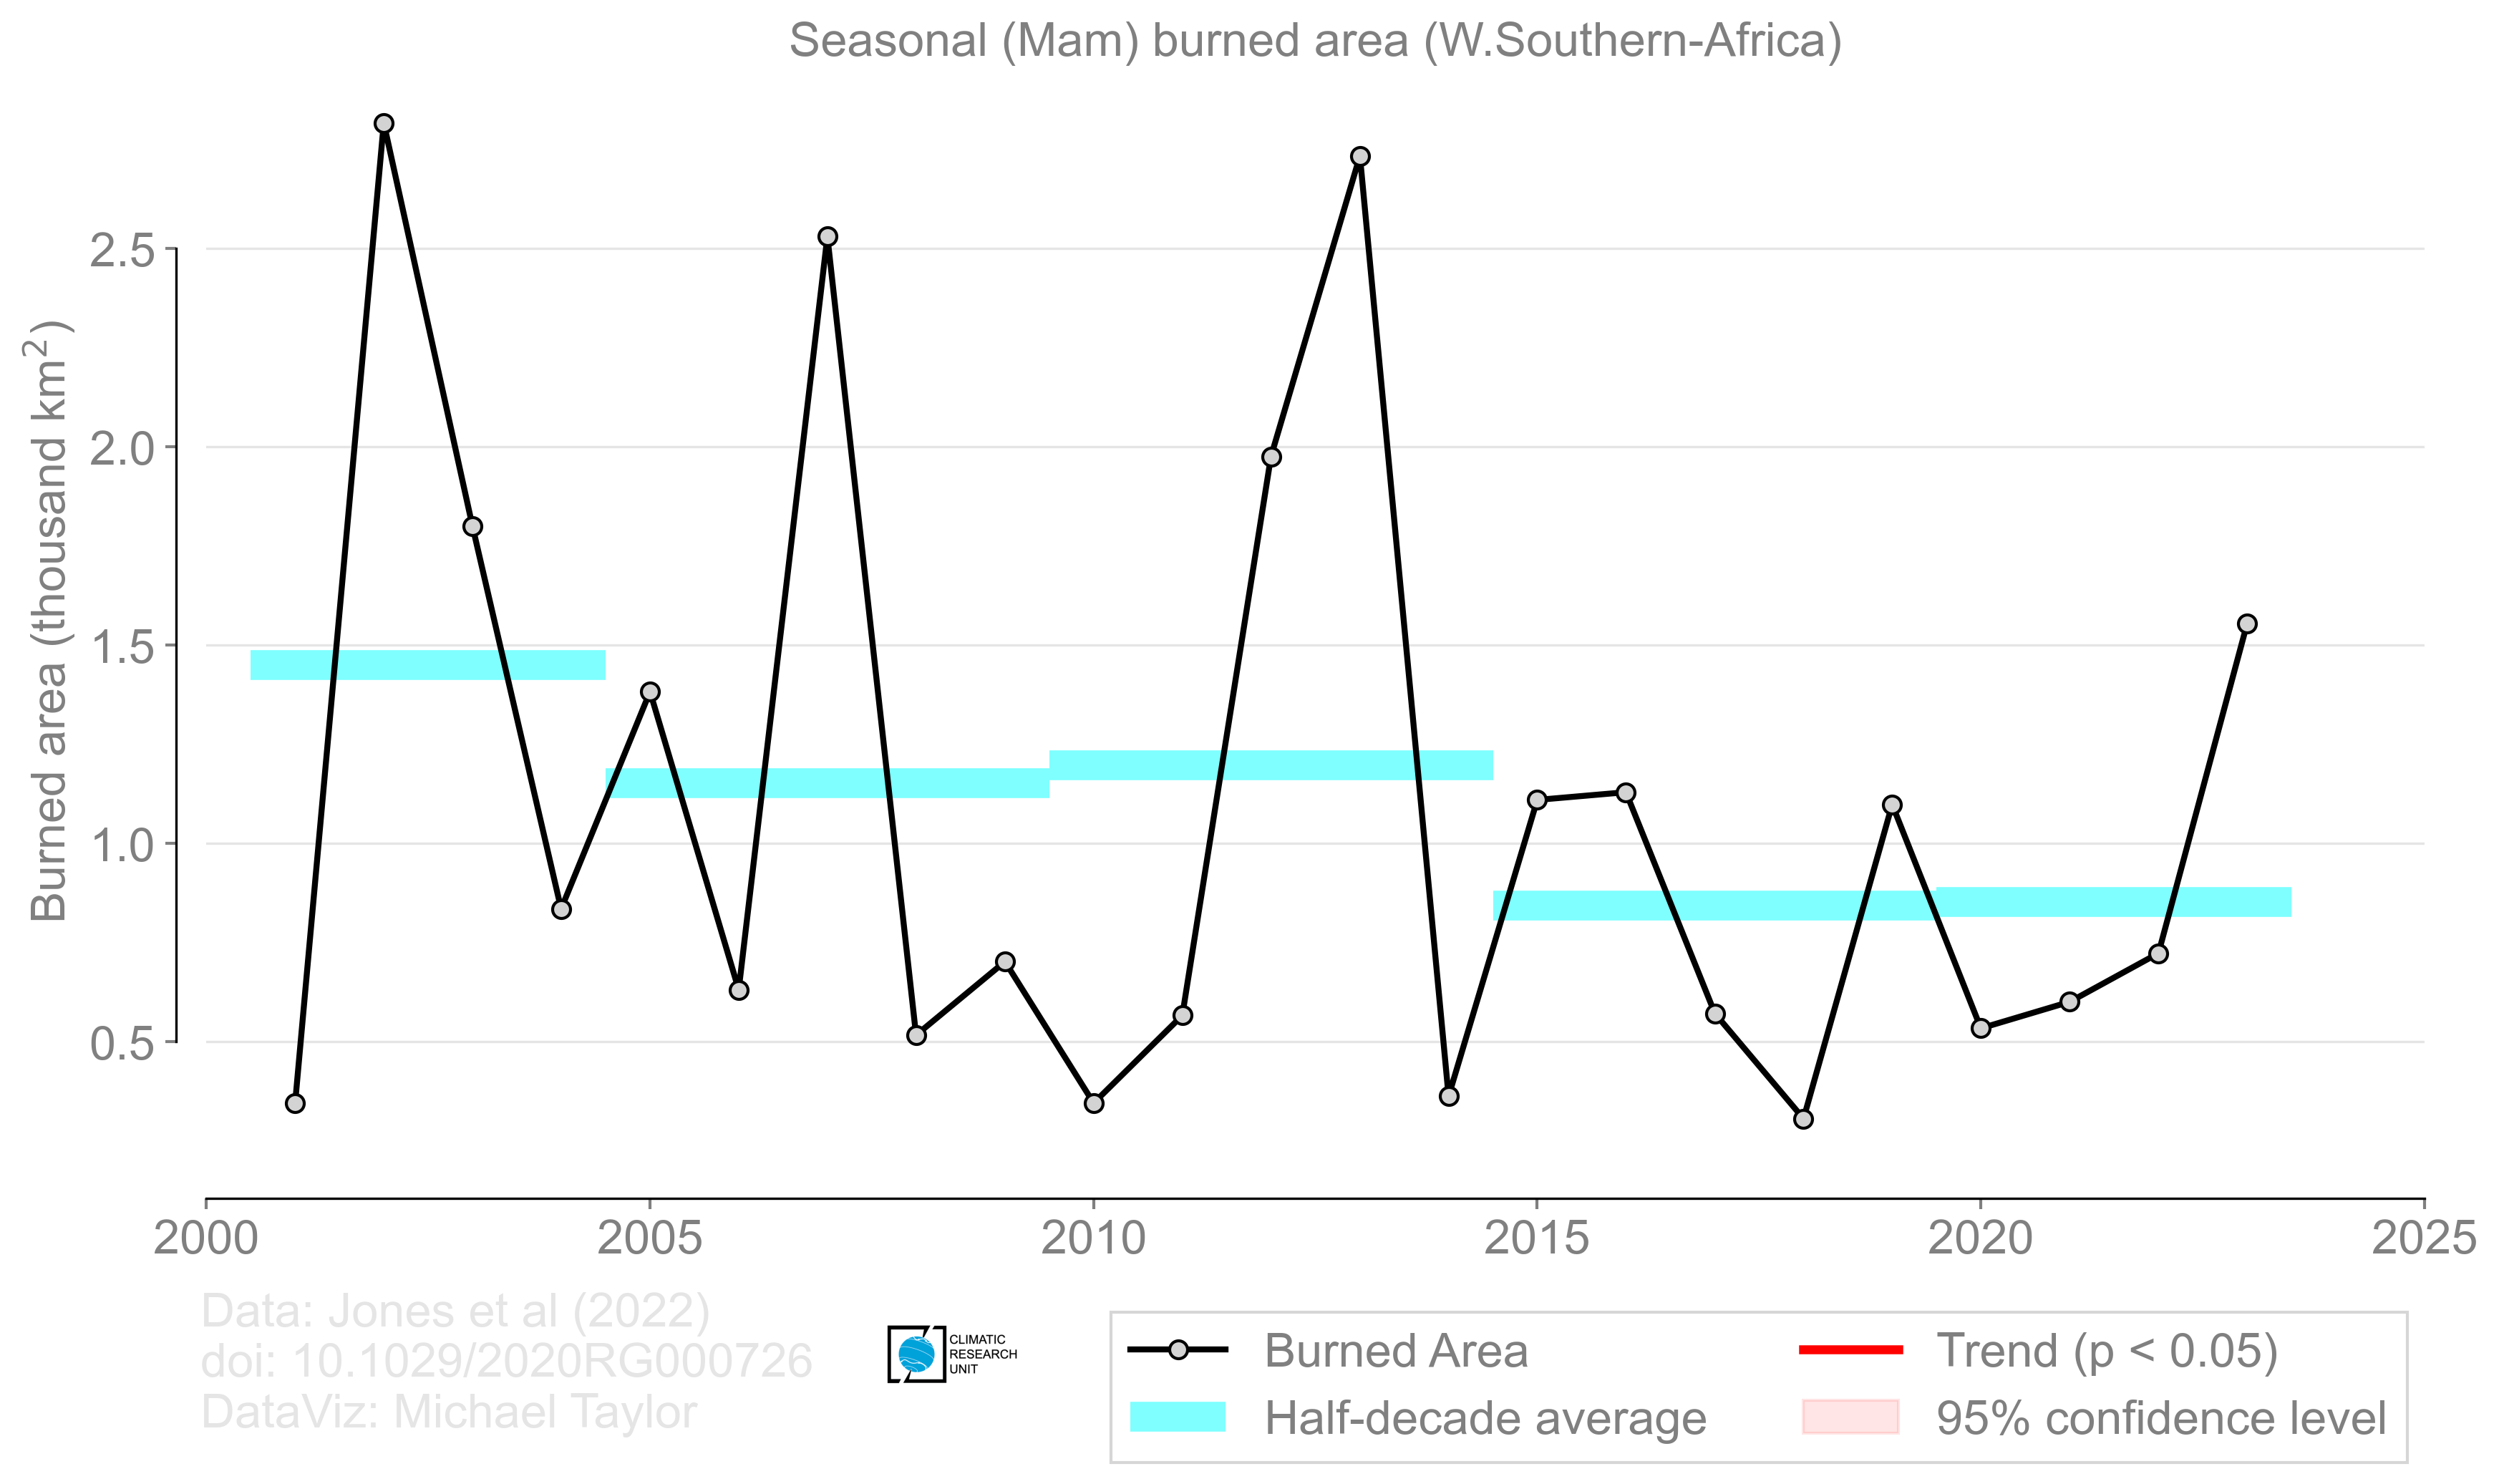 Seasonal (Mam) burned area (W.Southern-Africa)
Burned area (thousand km²)
2.5
2.0
1.5
1.0
0.5
2000 2005 2010 2015 2020 2025
Data: Jones et al (2022)
doi: 10.1029/2020RG000726
DataViz: Michael Taylor
CLIMATIC
RESEARCH
UNIT
Burned Area
Half-decade average
Trend (p < 0.05)
95% confidence level